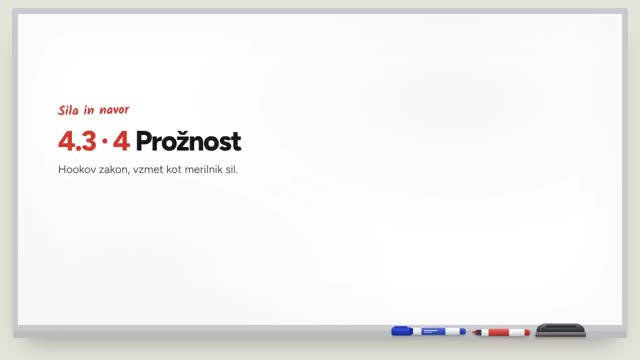 Sila in navor
4.3 · 4 Prožnost
Hookov zakon, vzmet kot merilnik sil.